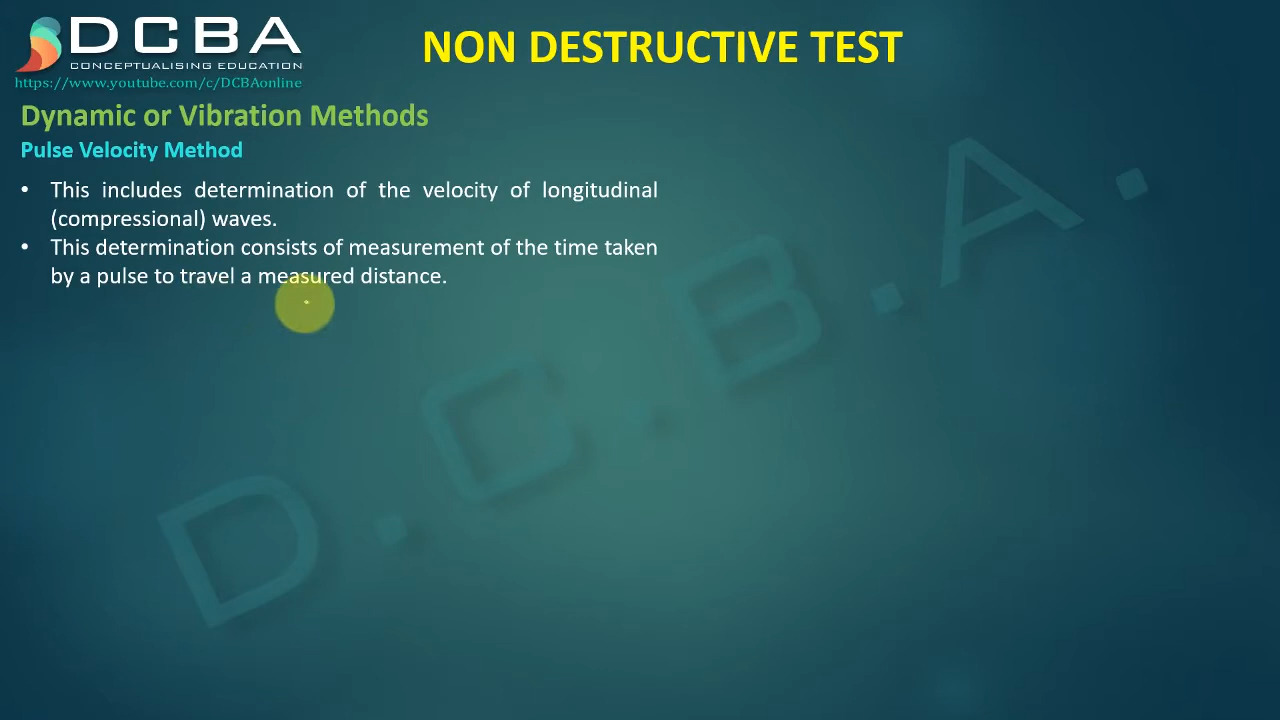 DCBA
CONCEPTUALISING EDUCATION
https://www.youtube.com/c/DCBAonline
NON DESTRUCTIVE TEST
Dynamic or Vibration Methods
Pulse Velocity Method
• This includes determination of the velocity of longitudinal
(compressional) waves.
• This determination consists of measurement of the time taken
by a pulse to travel a measured distance.
D.C.B.A.